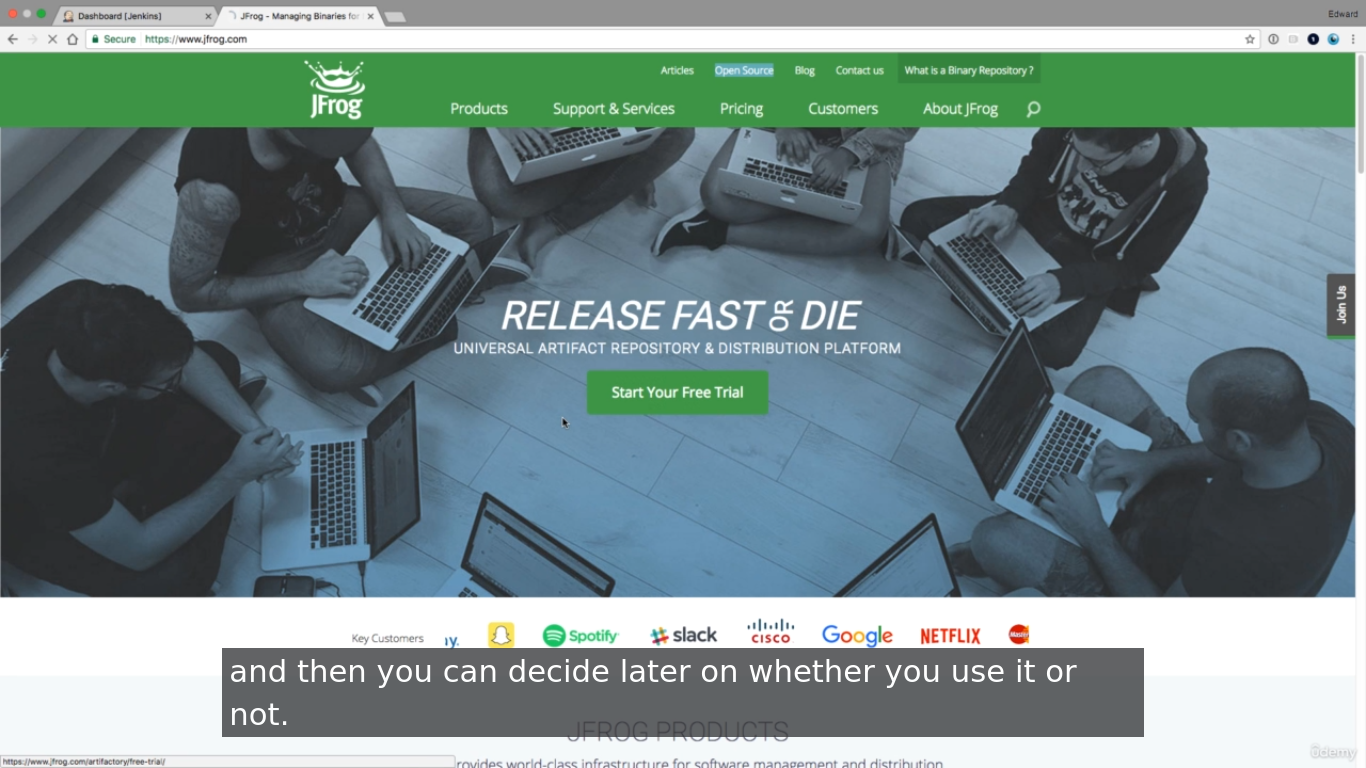 Dashboard [Jenkins]
JFrog - Managing Binaries for
Edward
Secure https://www.jfrog.com
Articles Open Source Blog Contact us What is a Binary Repository ?
JFrog
Products Support & Services Pricing Customers About JFrog
RELEASE FAST OR DIE
UNIVERSAL ARTIFACT REPOSITORY & DISTRIBUTION PLATFORM
Start Your Free Trial
Join Us
Key Customers y. Spotify slack CISCO Google NETFLIX
and then you can decide later on whether you use it or
not.
JFROG PRODUCTS
rovides world-class infrastructure for software management and distribution
https://www.jfrog.com/artifactory/free-trial/
ûdemy